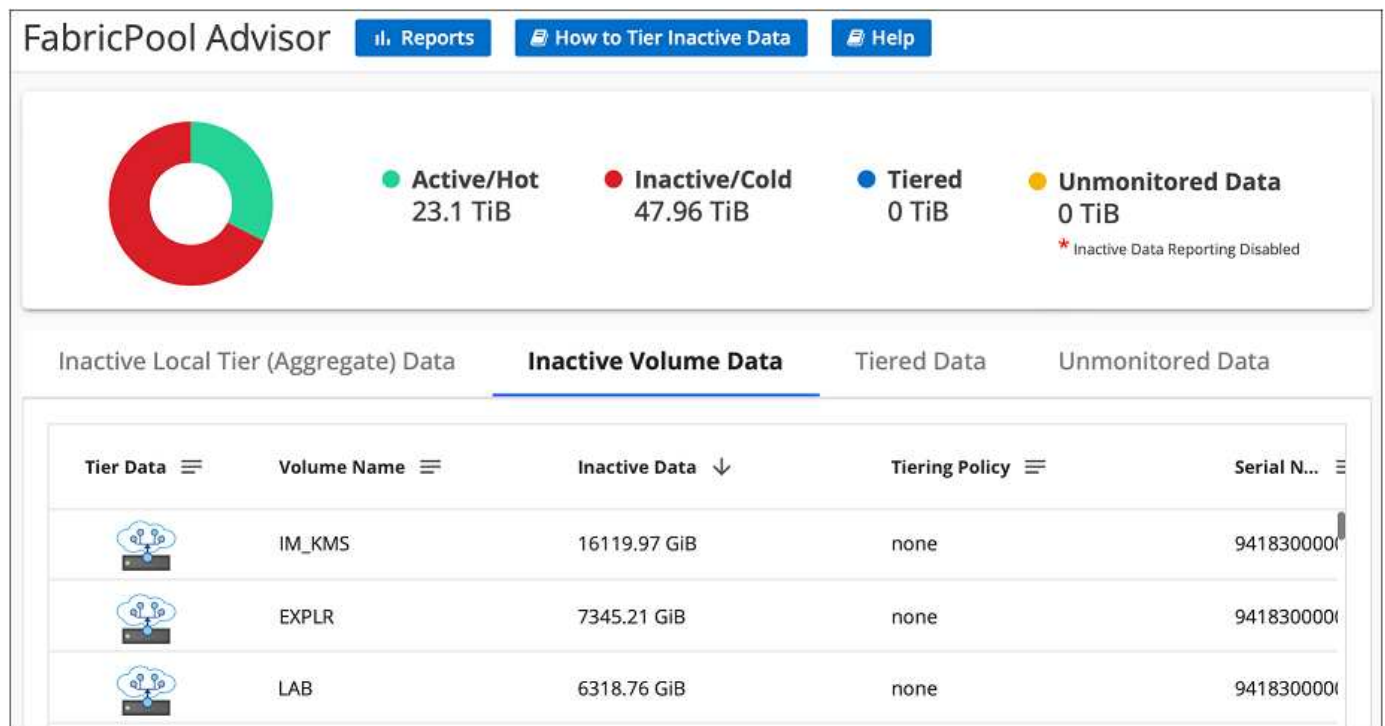 FabricPool Advisor Reports How to Tier Inactive Data Help
Active/Hot Inactive/Cold Tiered Unmonitored Data
23.1 TiB 47.96 TiB 0 TiB 0 TiB
* Inactive Data Reporting Disabled
Inactive Local Tier (Aggregate) Data Inactive Volume Data Tiered Data Unmonitored Data
Tier Data Volume Name Inactive Data Tiering Policy Serial N...
IM_KMS 16119.97 GiB none 941830000
EXPLR 7345.21 GiB none 941830000
LAB 6318.76 GiB none 941830000